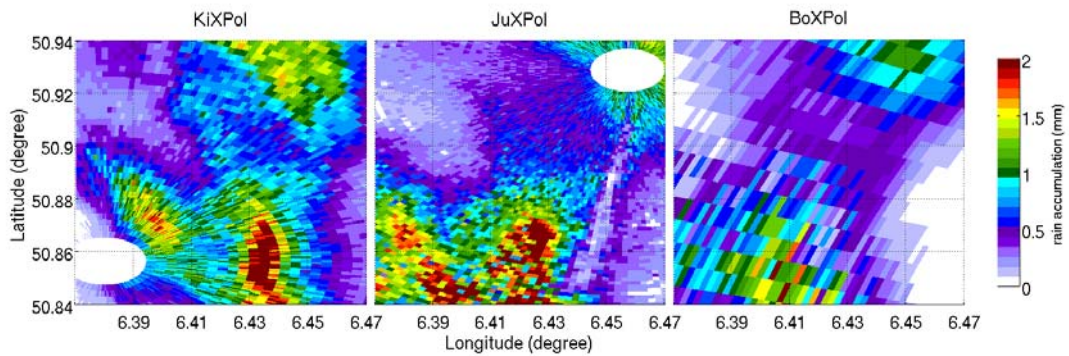 KiXPol JuXPol BoXPol
50.94
50.92
50.9
50.88
50.86
50.84
Latitude (degree)
6.39 6.41 6.43 6.45 6.47 6.39 6.41 6.43 6.45 6.47 6.39 6.41 6.43 6.45 6.47
Longitude (degree)
2
1.5
1
0.5
0
rain accumulation (mm)